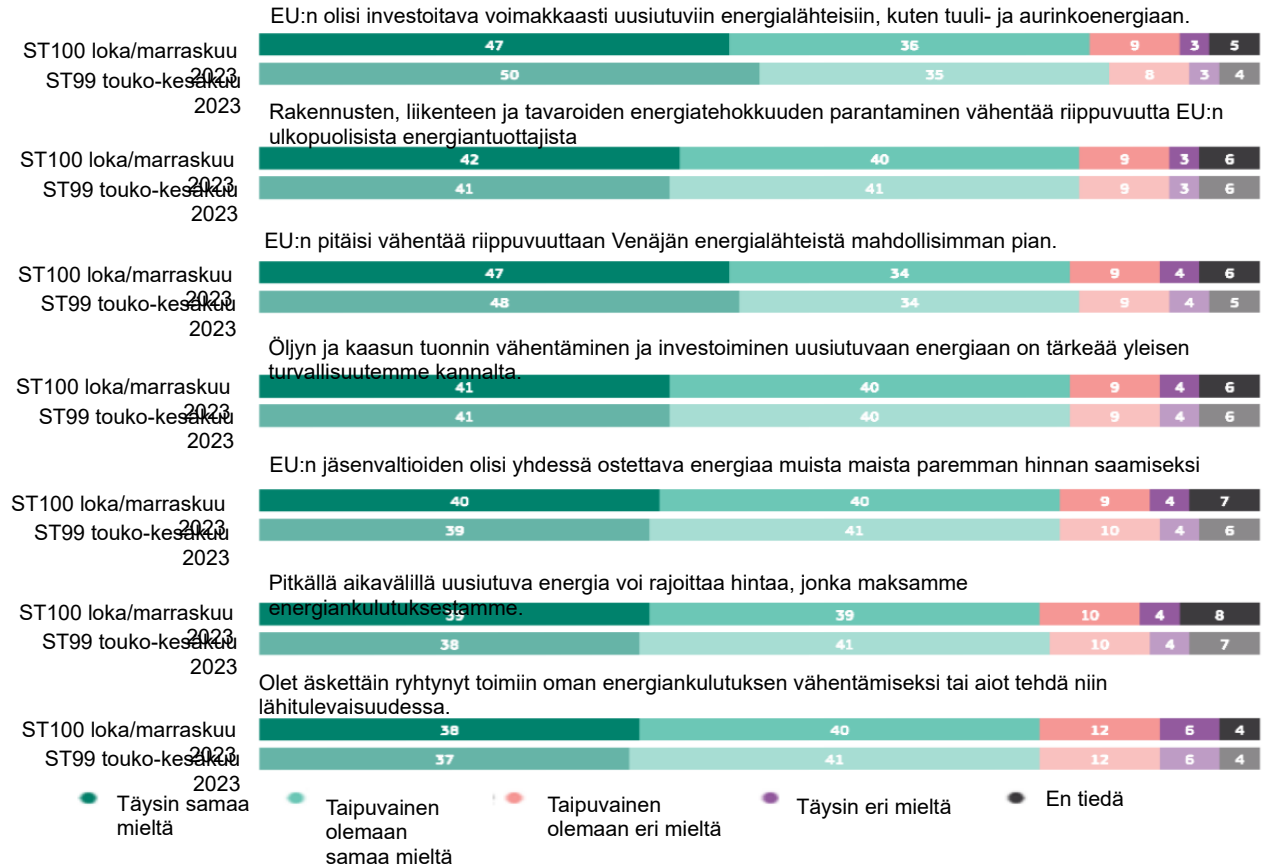 EU:n olisi investoitava voimakkaasti uusiutuviin energialähteisiin, kuten tuuli- ja aurinkoenergiaan.
ST100 loka/marraskuu
2023
47 36 9 3 5
ST99 touko-kesäkuu
2023
50 35 8 3 4
Rakennusten, liikenteen ja tavaroiden energiatehokkuuden parantaminen vähentää riippuvuutta EU:n
ulkopuolisista energiantuottajista
ST100 loka/marraskuu
2023
42 40 9 3 6
ST99 touko-kesäkuu
2023
41 41 9 3 6
EU:n pitäisi vähentää riippuvuuttaan Venäjän energialähteistä mahdollisimman pian.
ST100 loka/marraskuu
2023
47 34 9 4 6
ST99 touko-kesäkuu
2023
48 34 9 4 5
Öljyn ja kaasun tuonnin vähentäminen ja investoiminen uusiutuvaan energiaan on tärkeää yleisen
turvallisuutemme kannalta.
ST100 loka/marraskuu
2023
41 40 9 4 6
ST99 touko-kesäkuu
2023
41 40 9 4 6
EU:n jäsenvaltioiden olisi yhdessä ostettava energiaa muista maista paremman hinnan saamiseksi
ST100 loka/marraskuu
2023
40 40 9 4 7
ST99 touko-kesäkuu
2023
39 41 10 4 6
Pitkällä aikavälillä uusiutuva energia voi rajoittaa hintaa, jonka maksamme
energiankulutuksestamme.
ST100 loka/marraskuu
2023
39 39 10 4 8
ST99 touko-kesäkuu
2023
38 41 10 4 7
Olet äskettäin ryhtynyt toimiin oman energiankulutuksen vähentämiseksi tai aiot tehdä niin
lähitulevaisuudessa.
ST100 loka/marraskuu
2023
38 40 12 6 4
ST99 touko-kesäkuu
2023
37 41 12 6 4
Täysin samaa
mieltä
Taipuvainen
olemaan
samaa mieltä
Taipuvainen
olemaan eri mieltä
Täysin eri mieltä
En tiedä